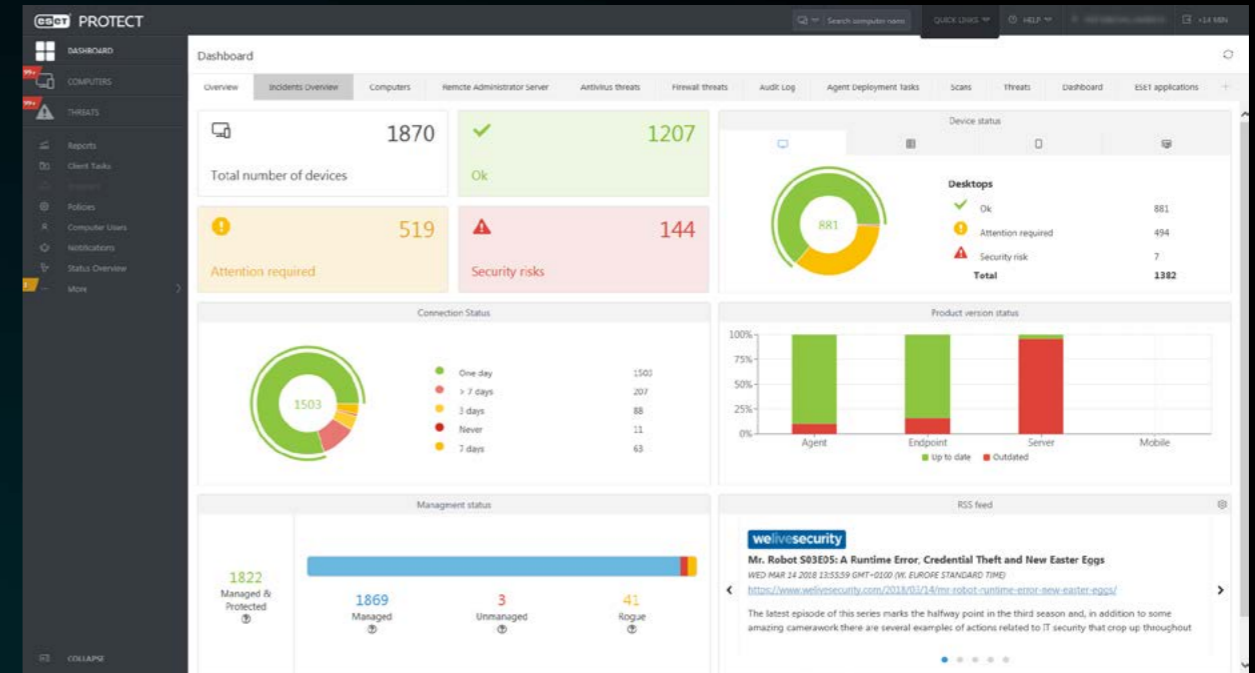 eset PROTECT
Search computer name
QUICK LINKS
HELP
>14 MIN
DASHBOARD
99+
COMPUTERS
99+
THREATS
Reports
Client Tasks
Policies
Computer Users
Notifications
Status Overview
More
COLLAPSE
Dashboard
Overview Incidents Overview Computers Remote Administrator Server Antivirus threats Firewall threats Audit Log Agent Deployment Tasks Scans Threats Dashboard ESET applications
1870
Total number of devices
1207
Ok
519
Attention required
144
Security risks
Device status
881
Desktops
Ok 881
Attention required 494
Security risk 7
Total 1382
Connection Status
1503
One day 1503
> 7 days 207
3 days 88
Never 11
7 days 63
Product version status
100%
75%
50%
25%
0%
Agent Endpoint Server Mobile
Up to date Outdated
Managment status
1822
Managed &
Protected
1869
Managed
3
Unmanaged
41
Rogue
RSS feed
welivesecurity
Mr. Robot S03E05: A Runtime Error, Credential Theft and New Easter Eggs
WED MAR 14 2018 13:55:59 GMT+0100 (W. EUROPE STANDARD TIME)
https://www.welivesecurity.com/2018/03/14/mr-robot-runtime-error-new-easter-eggs/
The latest episode of this series marks the halfway point in the third season and, in addition to some
amazing camerawork there are several examples of actions related to IT security that crop up throughout